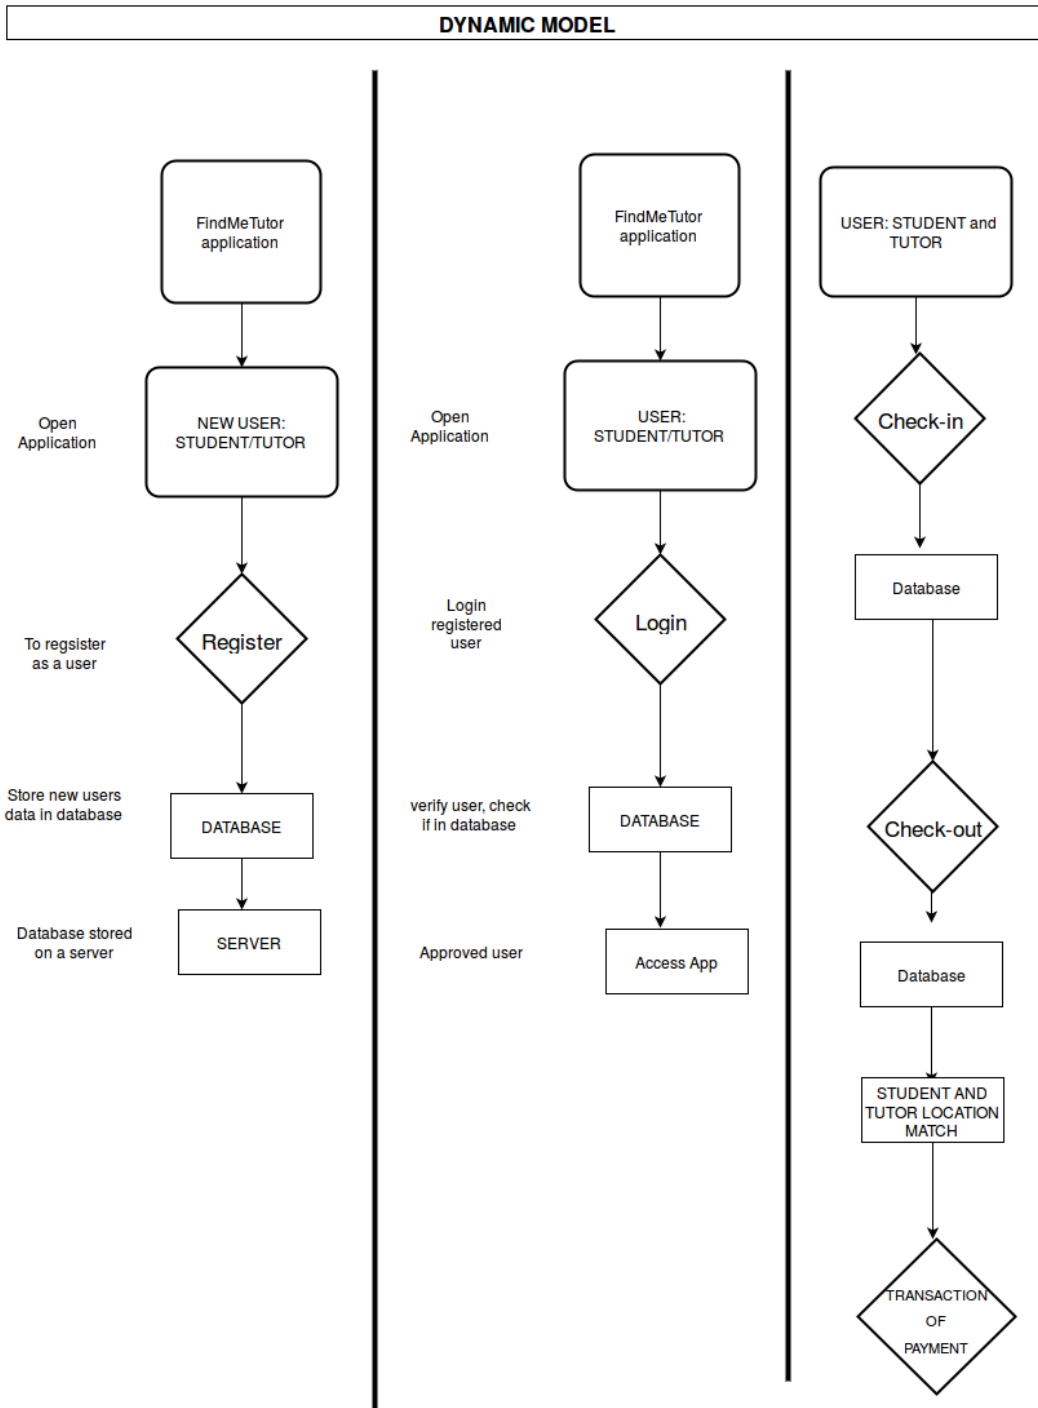 DYNAMIC MODEL
FindMeTutor
application
Open
Application
NEW USER:
STUDENT/TUTOR
To regsister
as a user
Register
Store new users
data in database
DATABASE
Database stored
on a server
SERVER
FindMeTutor
application
Open
Application
USER:
STUDENT/TUTOR
Login
registered
user
Login
verify user, check
if in database
DATABASE
Approved user
Access App
USER: STUDENT and
TUTOR
Check-in
Database
Check-out
Database
STUDENT AND
TUTOR LOCATION
MATCH
TRANSACTION
OF
PAYMENT